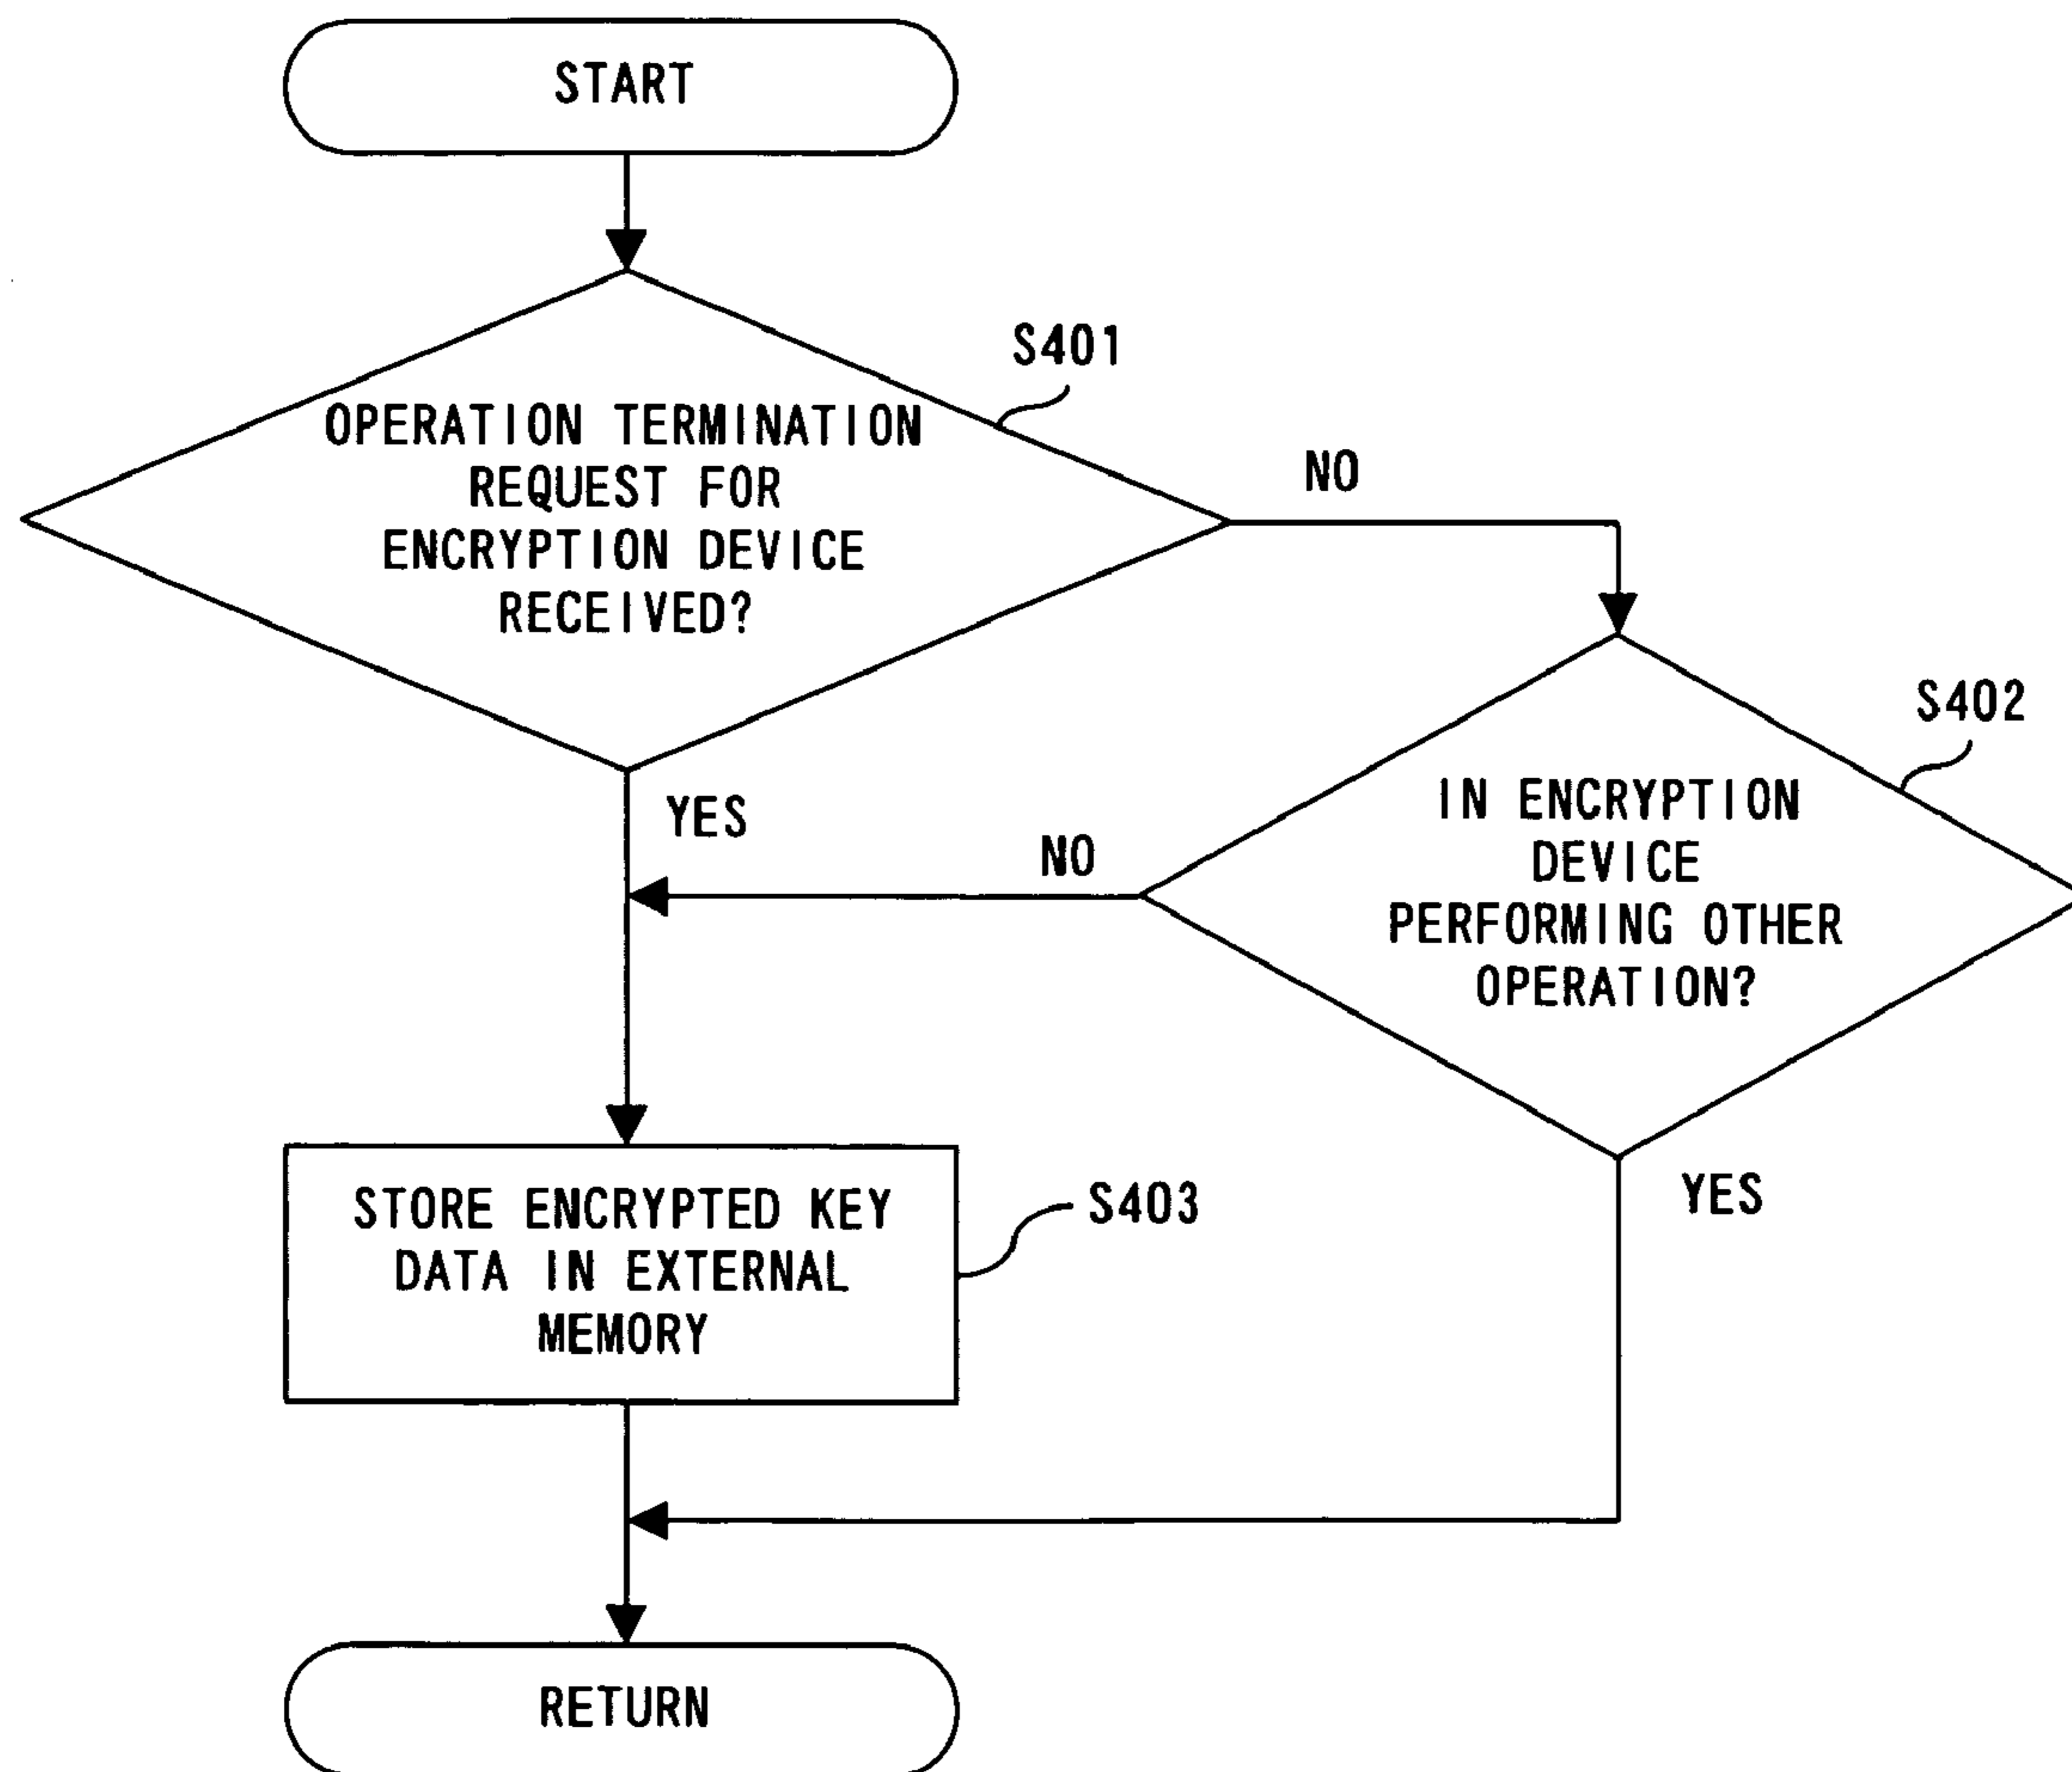 START
S401
OPERATION TERMINATION
REQUEST FOR
ENCRYPTION DEVICE
RECEIVED?
NO
S402
YES
NO
IN ENCRYPTION
DEVICE
PERFORMING OTHER
OPERATION?
YES
STORE ENCRYPTED KEY
DATA IN EXTERNAL
MEMORY
S403
RETURN